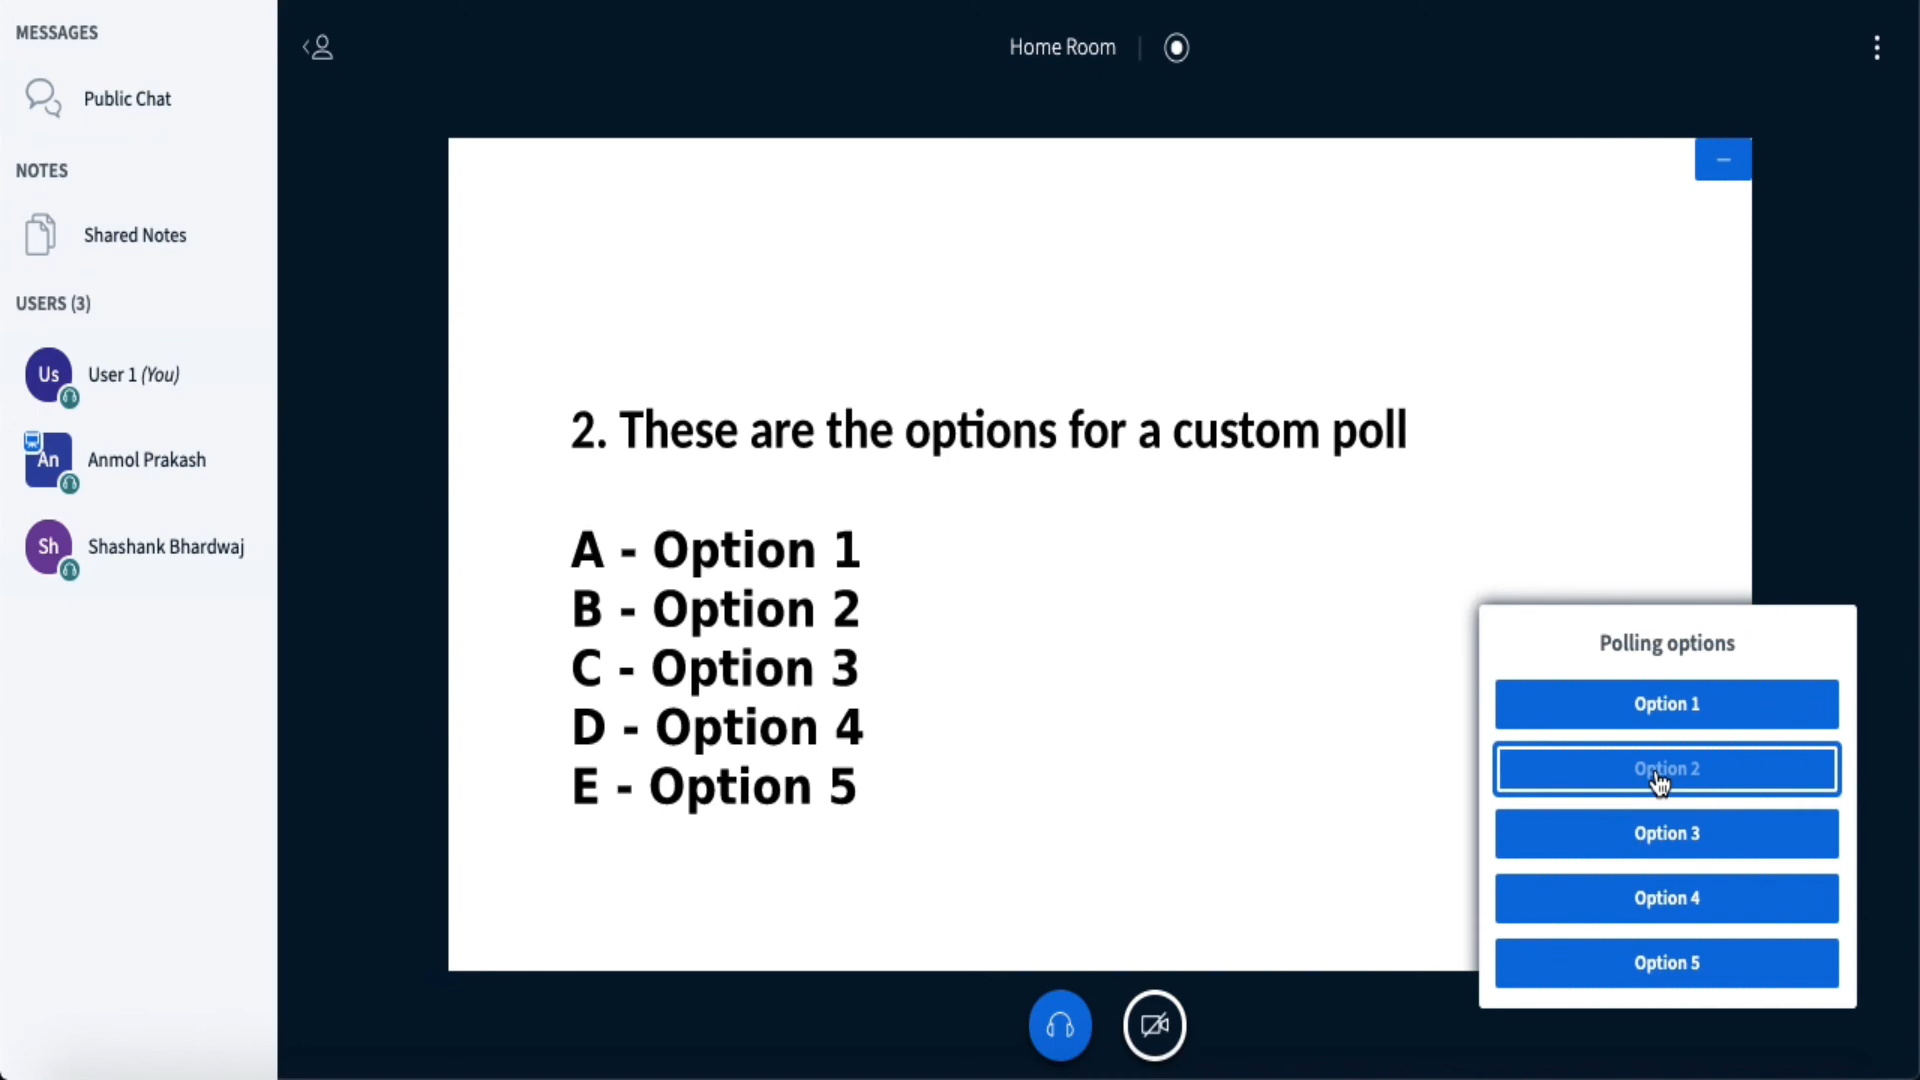 MESSAGES
Public Chat
NOTES
Shared Notes
USERS (3)
Us
User 1 (You)
An
Anmol Prakash
Sh
Shashank Bhardwaj
Home Room
2. These are the options for a custom poll
A - Option 1
B - Option 2
C - Option 3
D - Option 4
E - Option 5
Polling options
Option 1
Option 2
Option 3
Option 4
Option 5